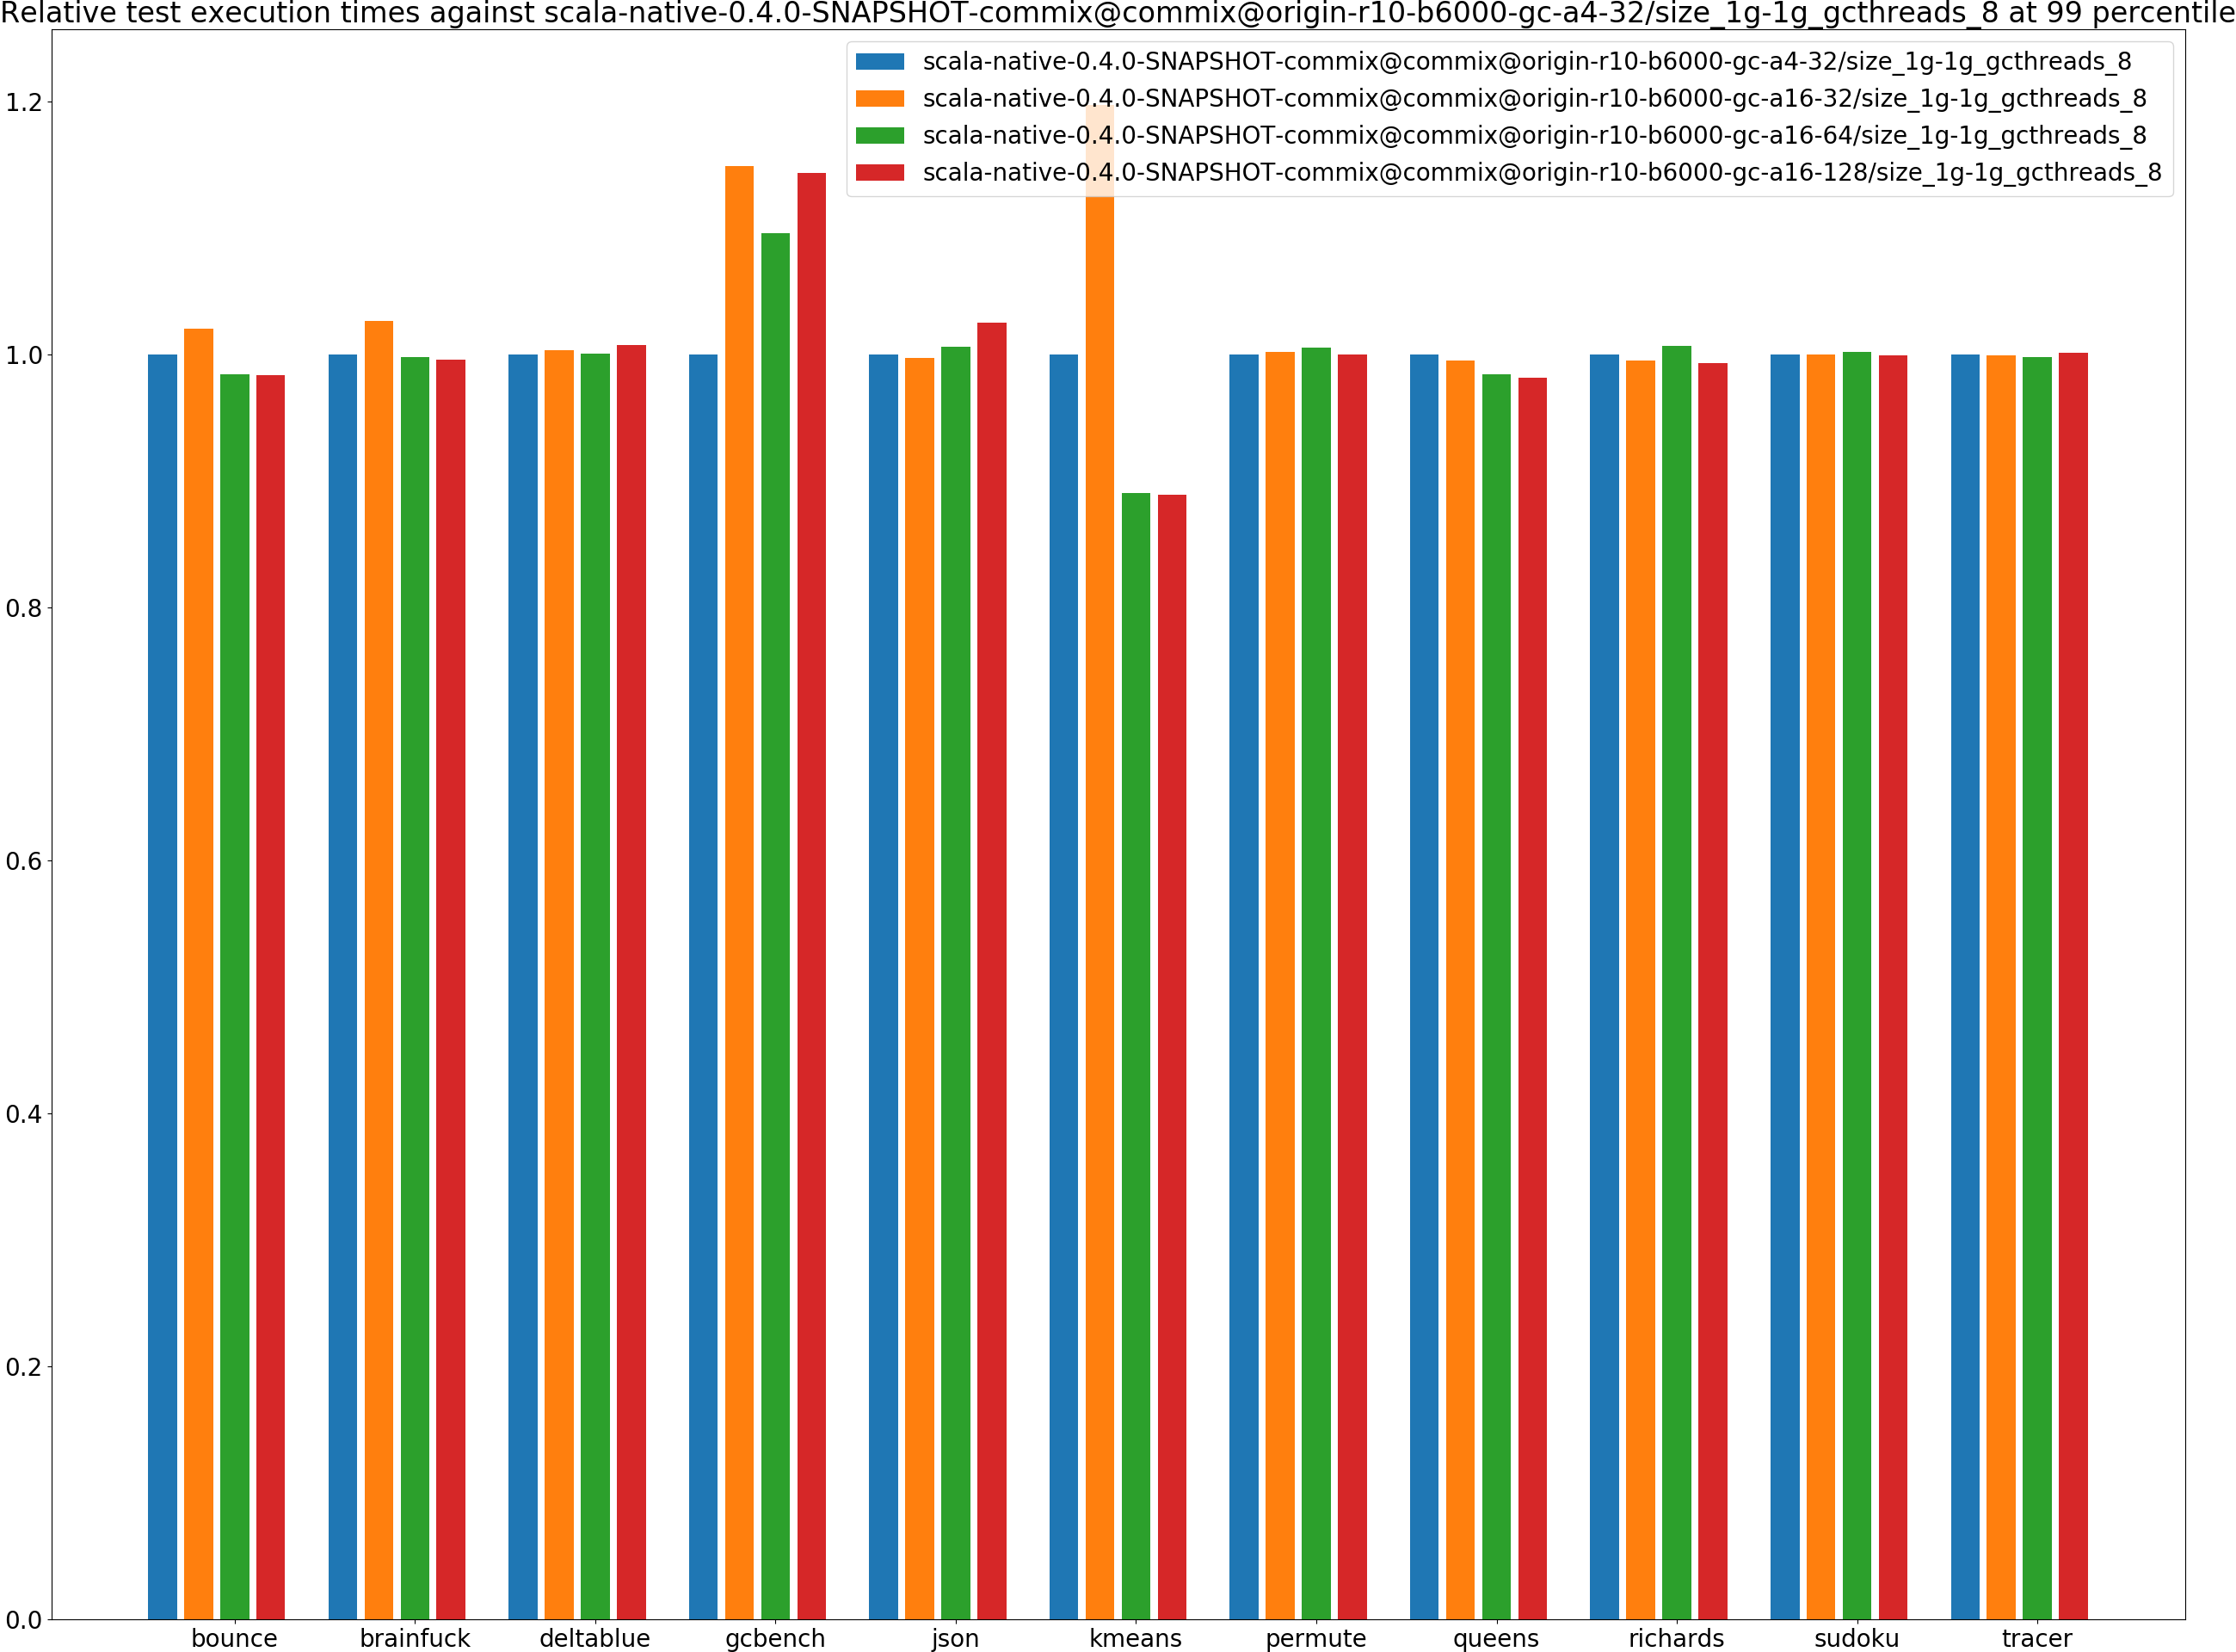 Relative test execution times against scala-native-0.4.0-SNAPSHOT-commix@commix@origin-r10-b6000-gc-a4-32/size_1g-1g_gcthreads_8 at 99 percentile
scala-native-0.4.0-SNAPSHOT-commix@commix@origin-r10-b6000-gc-a4-32/size_1g-1g_gcthreads_8
scala-native-0.4.0-SNAPSHOT-commix@commix@origin-r10-b6000-gc-a16-32/size_1g-1g_gcthreads_8
scala-native-0.4.0-SNAPSHOT-commix@commix@origin-r10-b6000-gc-a16-64/size_1g-1g_gcthreads_8
scala-native-0.4.0-SNAPSHOT-commix@commix@origin-r10-b6000-gc-a16-128/size_1g-1g_gcthreads_8
1.2
1.0
0.8
0.6
0.4
0.2
0.0
bounce brainfuck deltablue gcbench json kmeans permute queens richards sudoku tracer